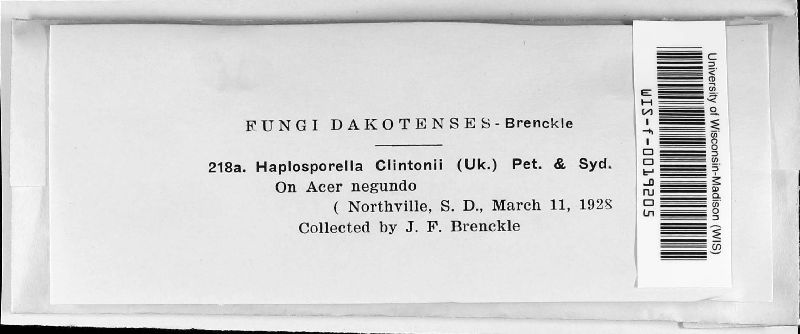 FUNGI DAKOTENSES - Brenckle
218a. Haplosporella Clintonii (Uk.) Pet. & Syd.
On Acer negundo
( Northville, S. D., March 11, 1928
Collected by J. F. Brenckle
University of Wisconsin-Madison (WIS)
WIS-f-0019205